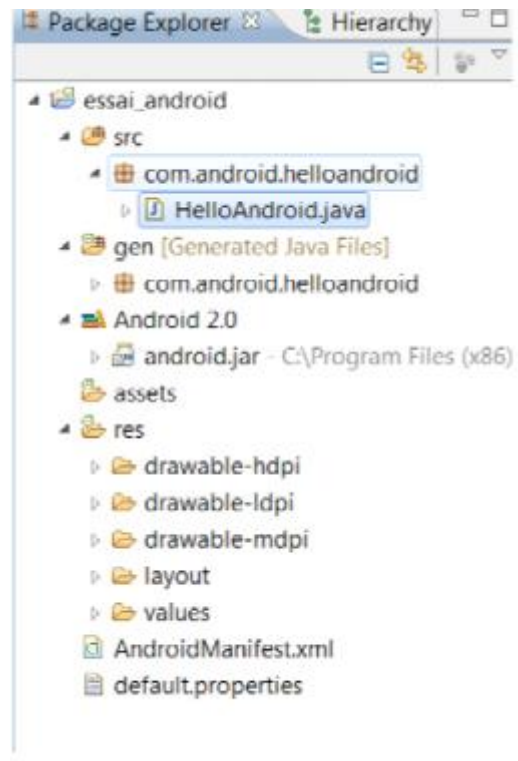 Package Explorer Hierarchy
essai_android
src
com.android.helloandroid
HelloAndroid.java
gen [Generated Java Files]
com.android.helloandroid
Android 2.0
android.jar - C:\Program Files (x86)
assets
res
drawable-hdpi
drawable-ldpi
drawable-mdpi
layout
values
AndroidManifest.xml
default.properties